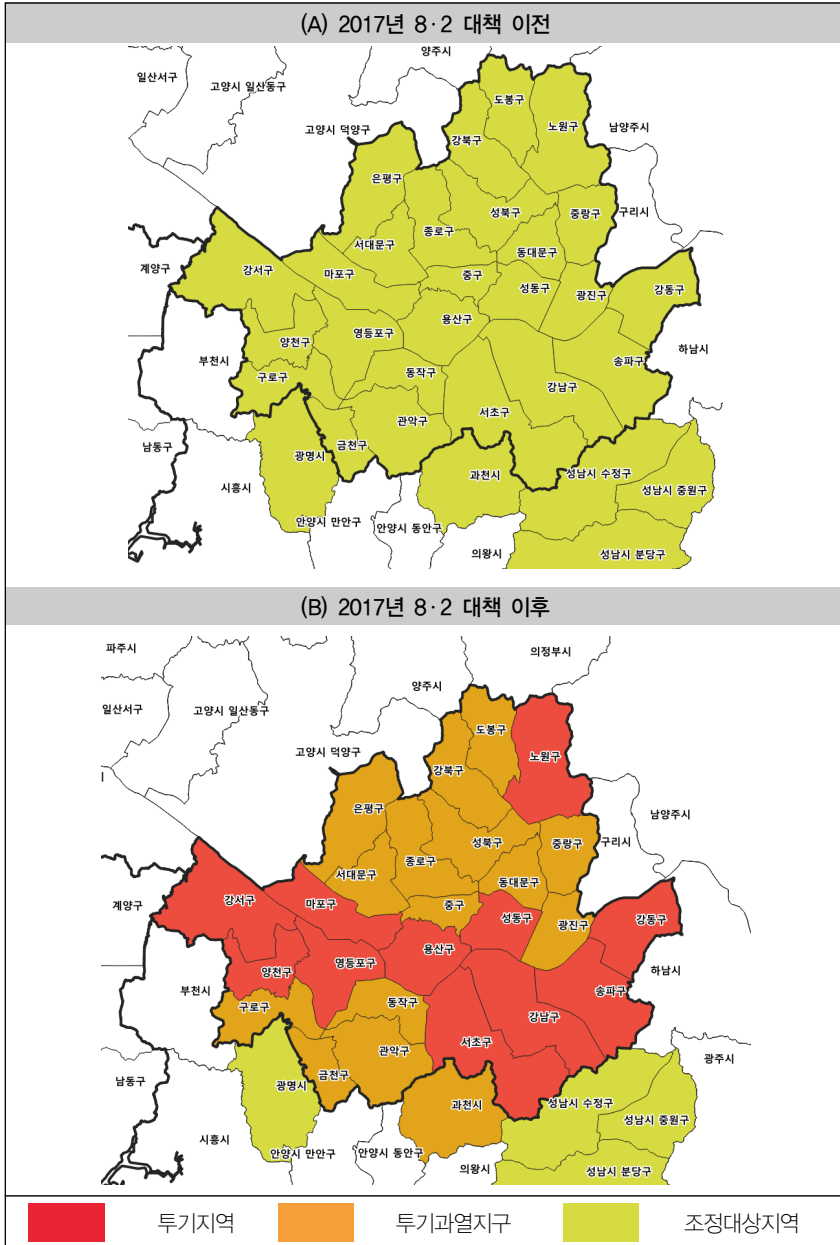 (A) 2017년 8·2 대책 이전
양주시
일산서구
고양시 일산동구
도봉구
노원구
남양주시
고양시 덕양구
강북구
은평구
성북구
중랑구
구리시
종로구
서대문구
동대문구
계양구
강서구
마포구
중구
성동구
광진구
강동구
용산구
영등포구
양천구
하남시
부천시
송파구
구로구
동작구
강남구
서초구
관악구
금천구
남동구
광명시
과천시
성남시 수정구
시흥시
성남시 중원구
안양시 만안구
안양시 동안구
의왕시
성남시 분당구
(B) 2017년 8·2 대책 이후
파주시
의정부시
양주시
일산서구
고양시 일산동구
도봉구
고양시 덕양구
노원구
강북구
은평구
남양주시
성북구
중랑구
구리시
종로구
서대문구
동대문구
강서구
계양구
마포구
중구
성동구
강동구
광진구
용산구
영등포구
양천구
하남시
부천시
송파구
구로구
동작구
강남구
서초구
관악구
광주시
금천구
남동구
광명시
과천시
성남시 수정구
성남시 중원구
시흥시
안양시 만안구
안양시 동안구
의왕시
성남시 분당구
투기지역
투기과열지구
조정대상지역